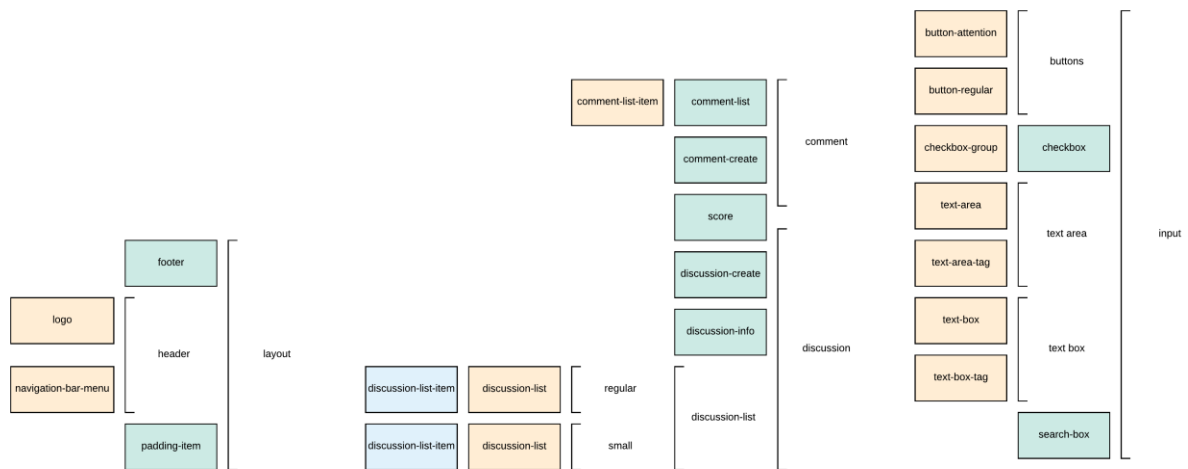 button-attention
buttons
button-regular
comment-list-item
comment-list
comment
checkbox-group
checkbox
comment-create
score
text-area
text area
input
footer
discussion-create
text-area-tag
logo
header
layout
discussion-info
discussion
text-box
text box
navigation-bar-menu
discussion-list-item
discussion-list
regular
discussion-list
text-box-tag
padding-item
discussion-list-item
discussion-list
small
search-box